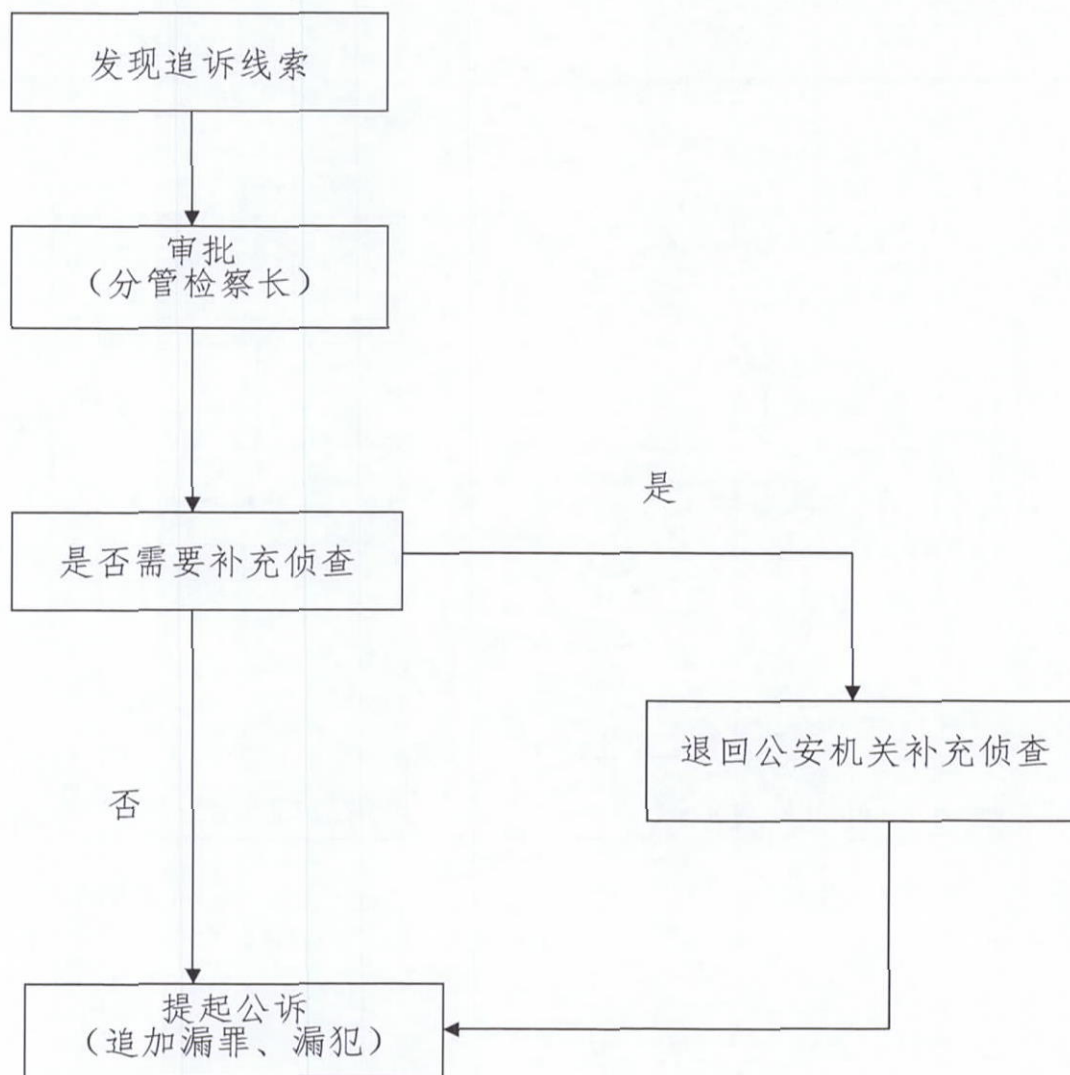 发现追诉线索
审批
（分管检察长）
是
是否需要补充侦查
退回公安机关补充侦查
否
提起公诉
（追加漏罪、漏犯）